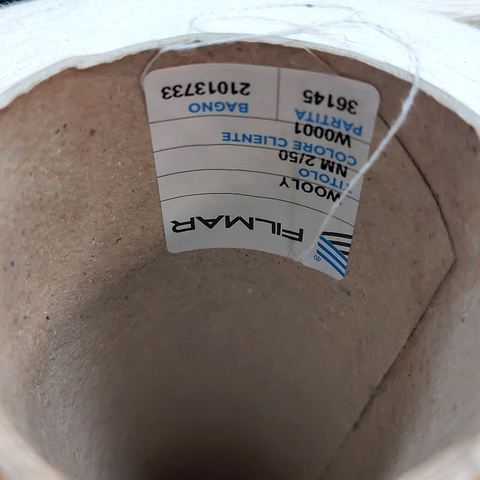 FILMAR®
WOOLY
TITOLO
NM 2/50
COLORE CLIENTE
W0001
PARTITA BAGNO
36145 21013733